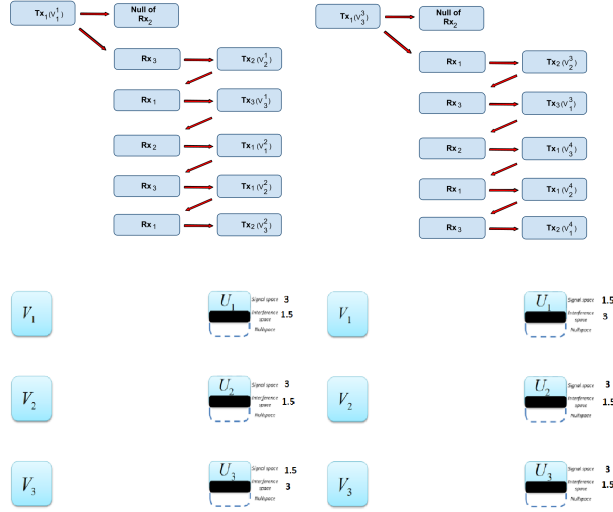 Tx₁(V₁¹)
Null of
Rx₂
Rx₃
Tx₂(V₂¹)
Rx₁
Tx₃(V₃¹)
Rx₂
Tx₁(V₁²)
Rx₃
Tx₁(V₂²)
Rx₁
Tx₂(V₃²)
Tx₁(V₃³)
Null of
Rx₂
Rx₁
Tx₂(V₂³)
Rx₃
Tx₃(V₁³)
Rx₂
Tx₁(V₃⁴)
Rx₁
Tx₁(V₂⁴)
Rx₃
Tx₂(V₁⁴)
V₁
U₁
Signal space 3
Interference 1.5
space
Nullspace
V₂
U₂
Signal space 3
Interference 1.5
space
Nullspace
V₃
U₃
Signal space 1.5
Interference 3
space
Nullspace
V₁
U₁
Signal space 1.5
Interference 3
space
Nullspace
V₂
U₂
Signal space 3
Interference 1.5
space
Nullspace
V₃
U₃
Signal space 3
Interference 1.5
space
Nullspace